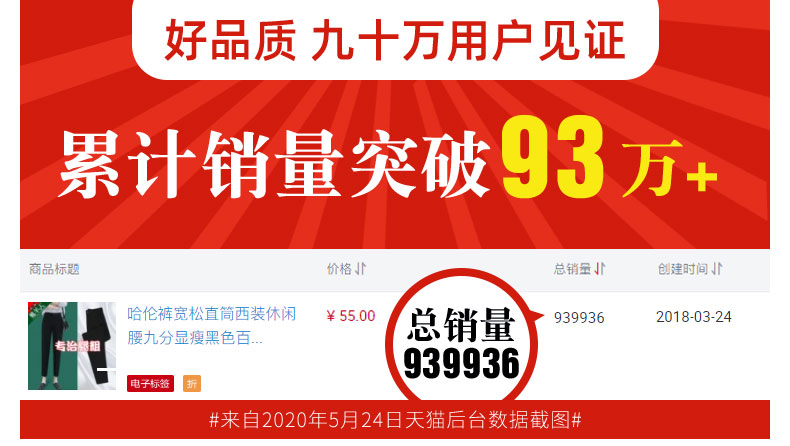 好品质 九十万用户见证
累计销量突破93万+
商品标题 价格 总销量 创建时间
哈伦裤宽松直筒西装休闲
腰九分显瘦黑色百...
¥ 55.00
939936
2018-03-24
专治胯粗
电子标签 折
总销量
939936
#来自2020年5月24日天猫后台数据截图#